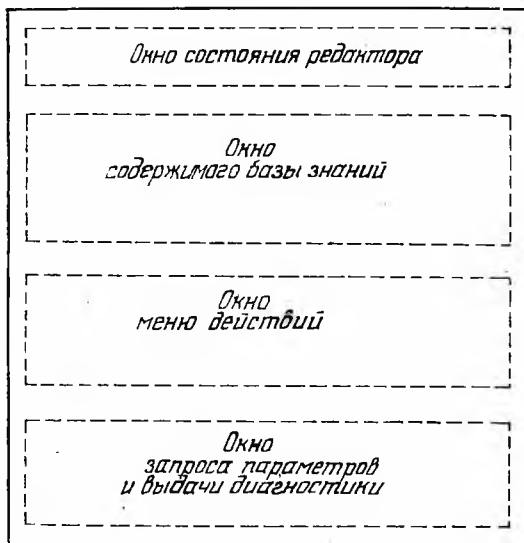 Окно состояния редактора
Окно
содержимого базы знаний
Окно
меню действий
Окно
запроса параметров
и выдачи диагностики